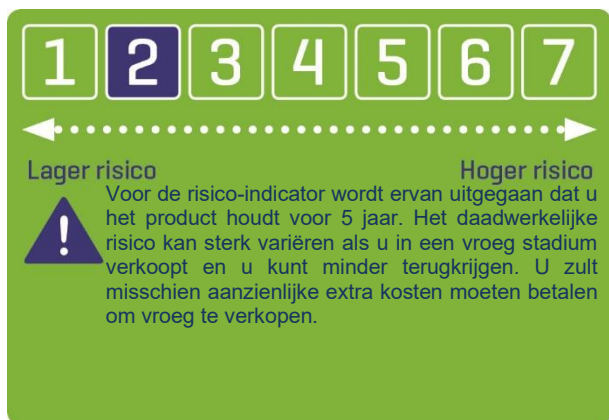 1 2 3 4 5 6 7
Lager risico Hoger risico
Voor de risico-indicator wordt ervan uitgegaan dat u
het product houdt voor 5 jaar. Het daadwerkelijke
risico kan sterk variëren als u in een vroeg stadium
verkoopt en u kunt minder terugkrijgen. U zult
misschien aanzienlijke extra kosten moeten betalen
om vroeg te verkopen.